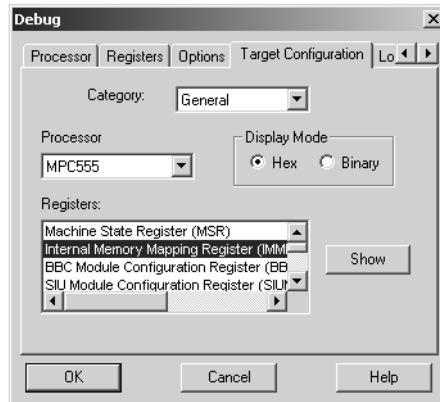 Debug
Processor Registers Options Target Configuration Lo
Category: General
Processor
Display Mode
MPC555
Hex Binary
Registers:
Machine State Register (MSR)
Internal Memory Mapping Register (IMM
BBC Module Configuration Register (BB
SIU Module Configuration Register (SIU
Show
OK Cancel Help